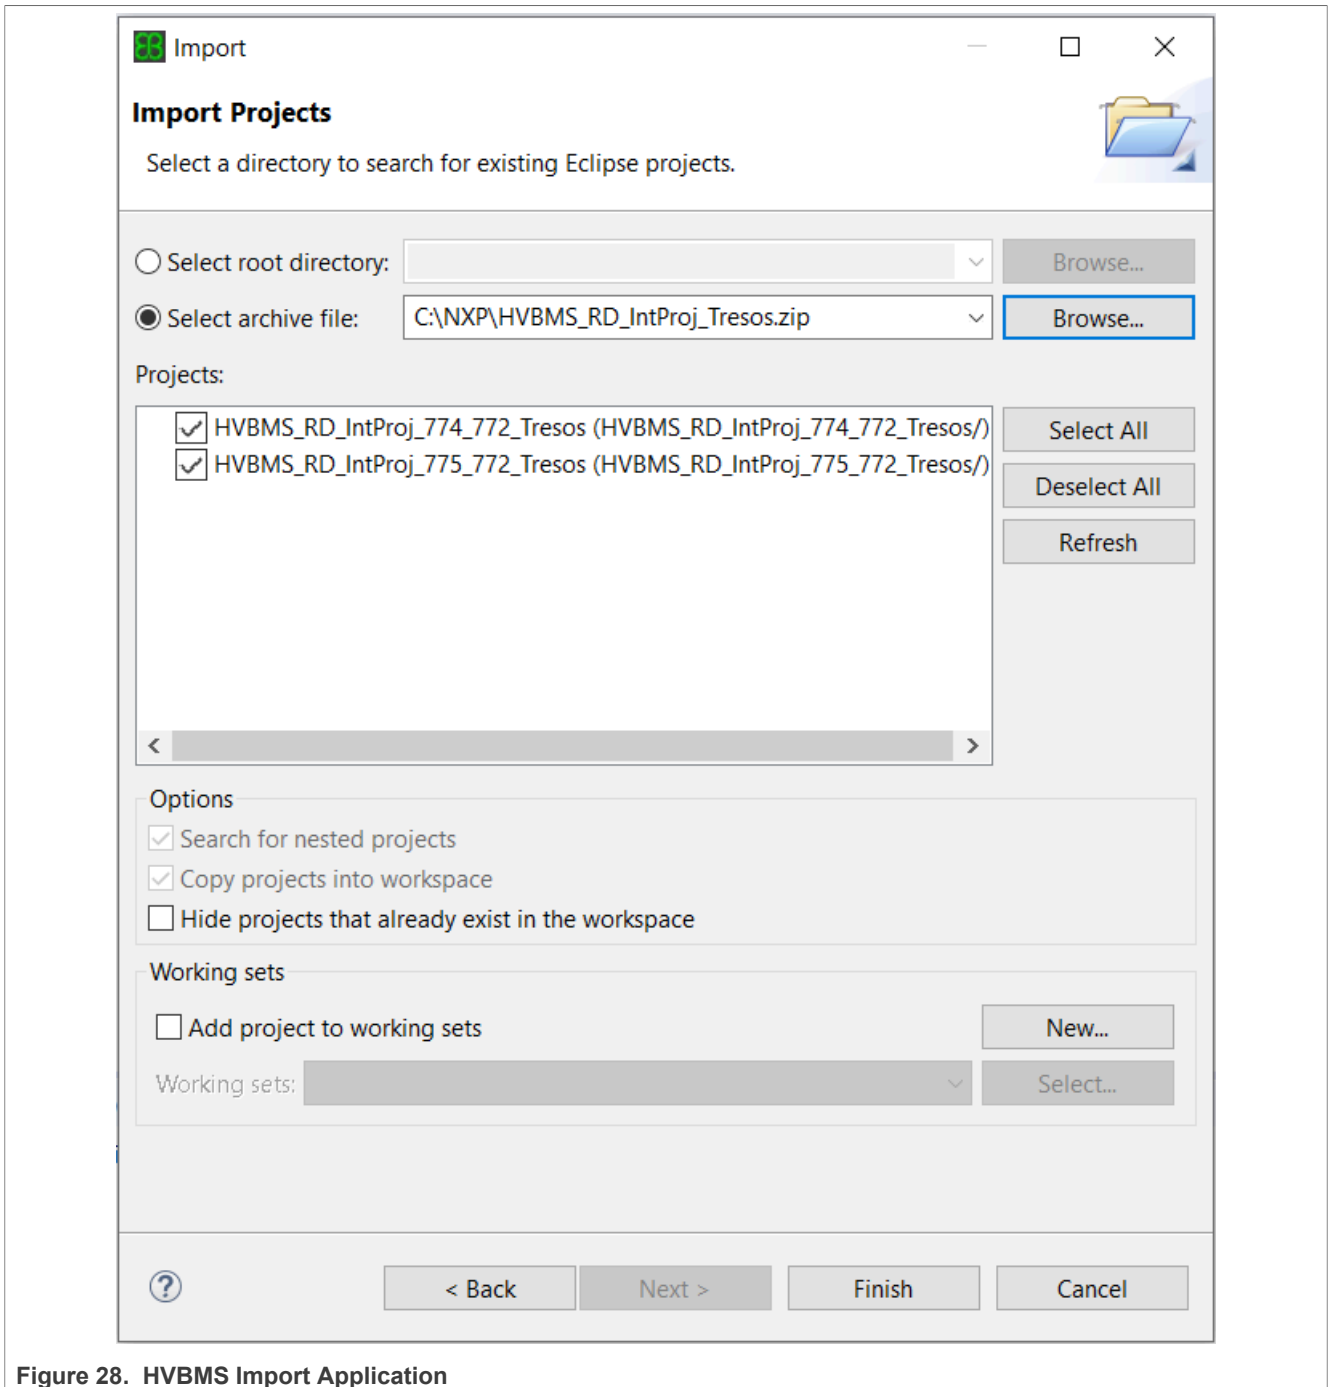 EB Import
Import Projects
Select a directory to search for existing Eclipse projects.
Select root directory:
Browse...
Select archive file:
C:\NXP\HVBMS_RD_IntProj_Tresos.zip
Browse...
Projects:
HVBMS_RD_IntProj_774_772_Tresos (HVBMS_RD_IntProj_774_772_Tresos/)
Select All
HVBMS_RD_IntProj_775_772_Tresos (HVBMS_RD_IntProj_775_772_Tresos/)
Deselect All
Refresh
Options
Search for nested projects
Copy projects into workspace
Hide projects that already exist in the workspace
Working sets
Add project to working sets
New...
Working sets:
Select...
?
< Back
Next >
Finish
Cancel
Figure 28. HVBMS Import Application